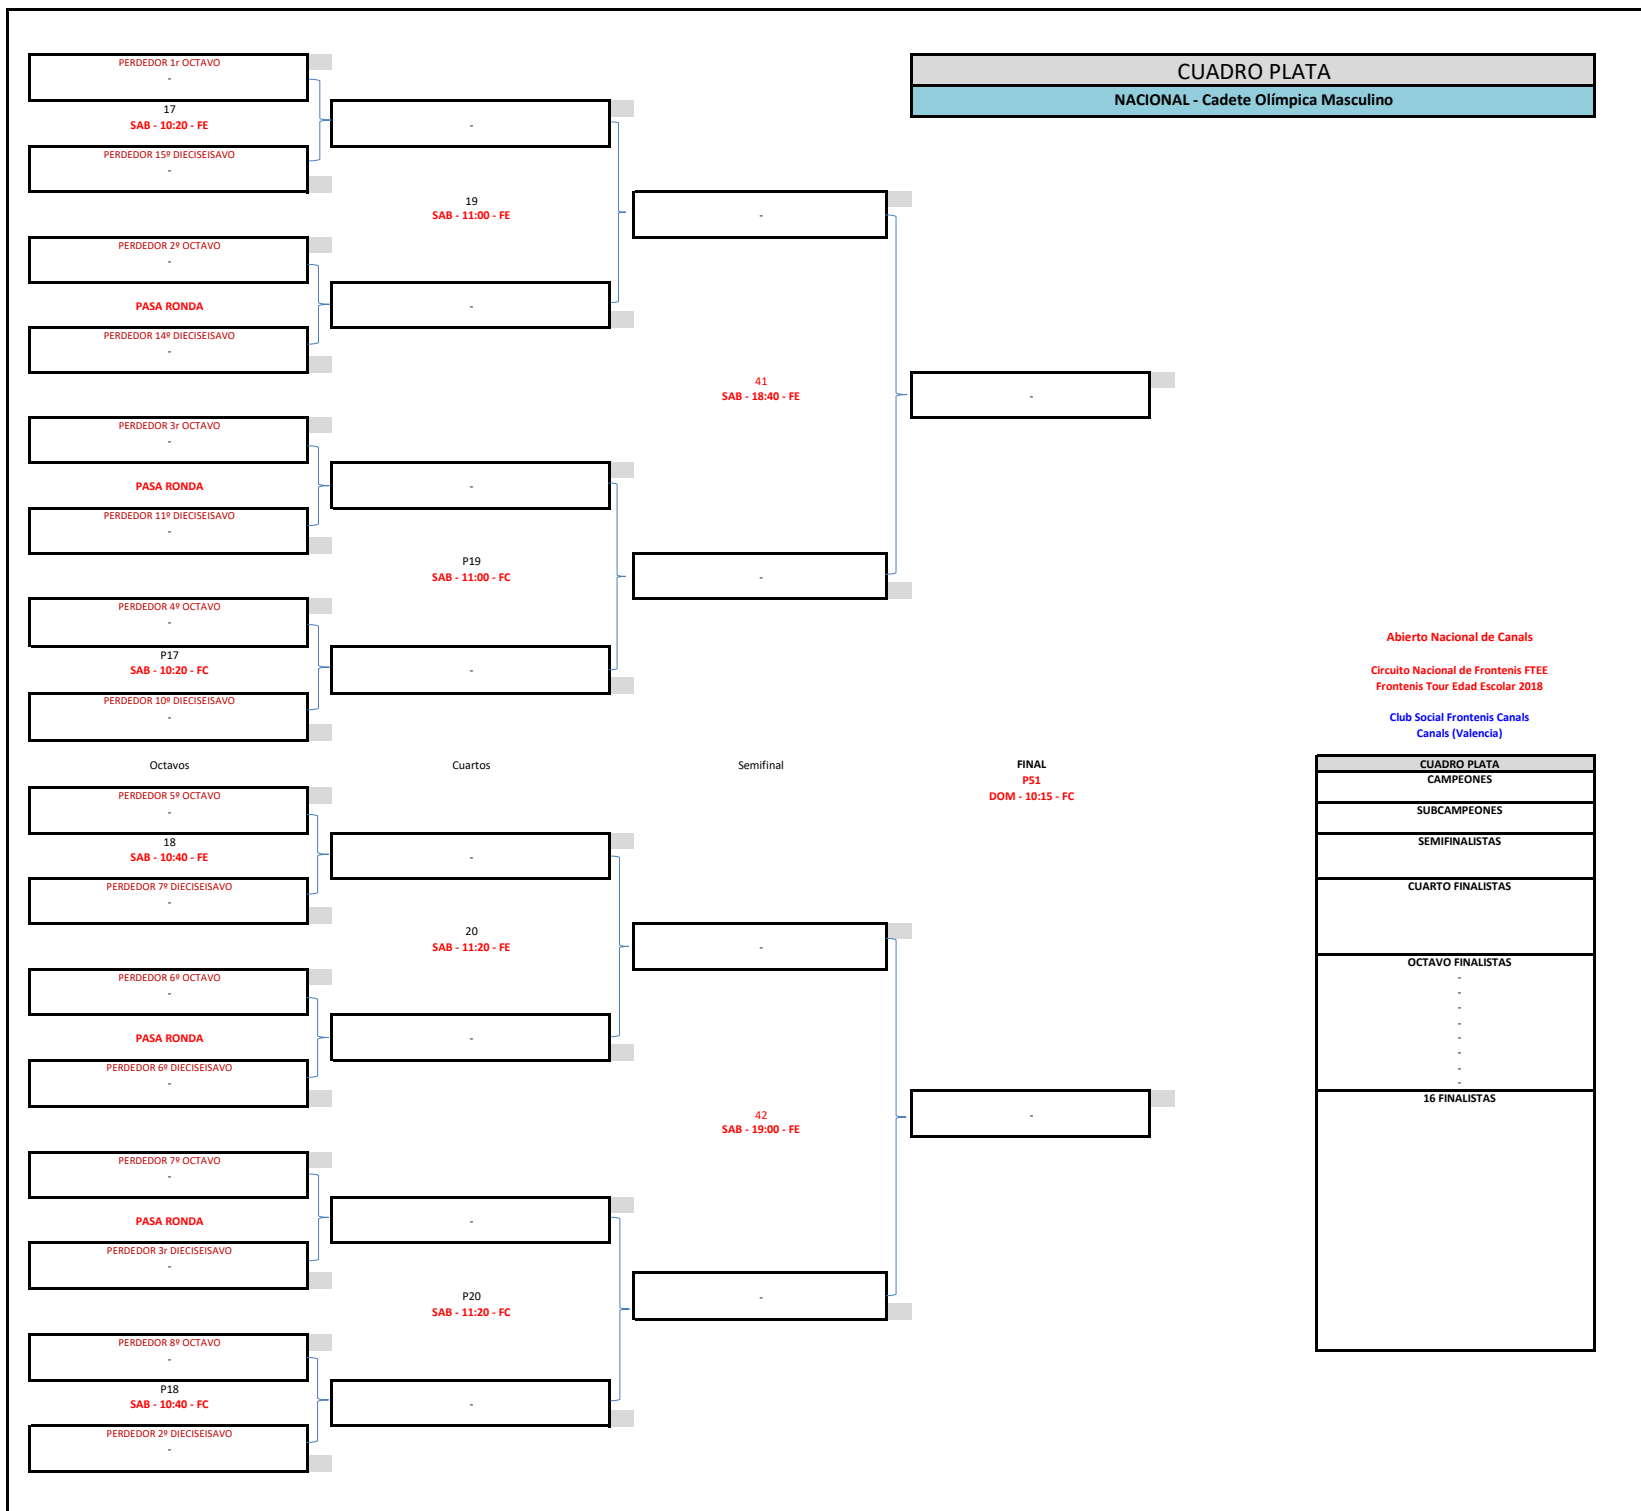 CUADRO PLATA
NACIONAL - Cadete Olímpica Masculino
PERDEDOR 1r OCTAVO
-
17
SAB - 10:20 - FE
-
PERDEDOR 15º DIECISEISAVO
-
19
SAB - 11:00 - FE
-
PERDEDOR 2º OCTAVO
-
PASA RONDA
-
PERDEDOR 14º DIECISEISAVO
-
41
SAB - 18:40 - FE
-
PERDEDOR 3r OCTAVO
-
PASA RONDA
-
PERDEDOR 11º DIECISEISAVO
-
P19
SAB - 11:00 - FC
-
PERDEDOR 4º OCTAVO
-
P17
SAB - 10:20 - FC
-
PERDEDOR 10º DIECISEISAVO
-
Abierto Nacional de Canals
Circuito Nacional de Frontenis FTEE
Frontenis Tour Edad Escolar 2018
Club Social Frontenis Canals
Canals (Valencia)
Octavos
Cuartos
Semifinal
FINAL
P51
DOM - 10:15 - FC
PERDEDOR 5º OCTAVO
-
18
SAB - 10:40 - FE
-
PERDEDOR 7º DIECISEISAVO
-
20
SAB - 11:20 - FE
-
PERDEDOR 6º OCTAVO
-
PASA RONDA
-
PERDEDOR 6º DIECISEISAVO
-
42
SAB - 19:00 - FE
-
PERDEDOR 7º OCTAVO
-
PASA RONDA
-
PERDEDOR 3r DIECISEISAVO
-
P20
SAB - 11:20 - FC
-
PERDEDOR 8º OCTAVO
-
P18
SAB - 10:40 - FC
-
PERDEDOR 2º DIECISEISAVO
-
CUADRO PLATA
CAMPEONES
SUBCAMPEONES
SEMIFINALISTAS
CUARTO FINALISTAS
OCTAVO FINALISTAS
-
-
-
-
-
-
-
-
16 FINALISTAS